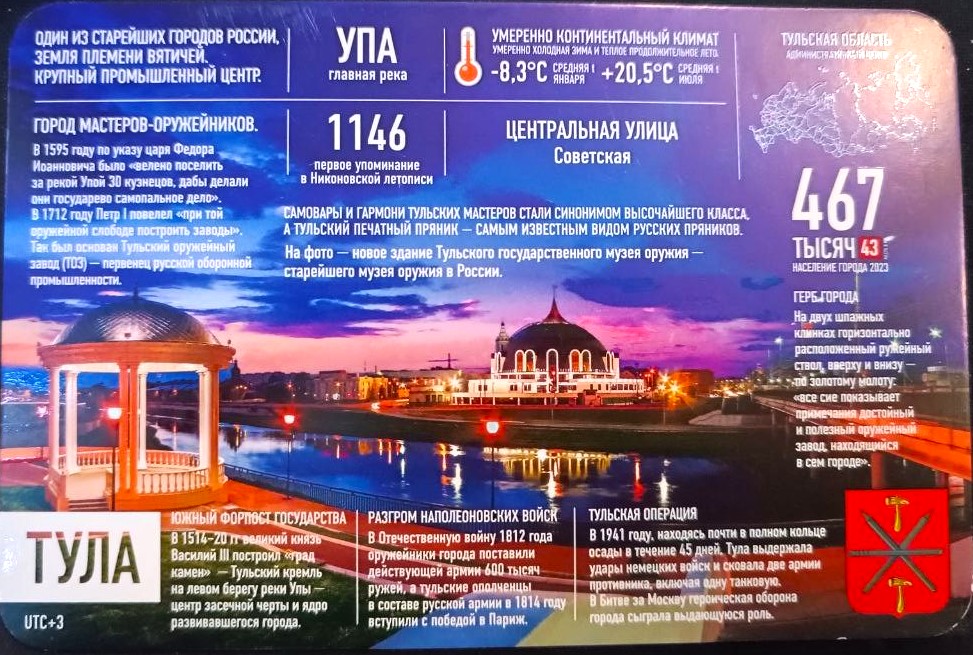 ОДИН ИЗ СТАРЕЙШИХ ГОРОДОВ РОССИИ,
ЗЕМЛЯ ПЛЕМЕНИ ВЯТИЧЕЙ.
КРУПНЫЙ ПРОМЫШЛЕННЫЙ ЦЕНТР.
УПА
главная река
УМЕРЕННО КОНТИНЕНТАЛЬНЫЙ КЛИМАТ
УМЕРЕННО ХОЛОДНАЯ ЗИМА И ТЕПЛОЕ ПРОДОЛЖИТЕЛЬНОЕ ЛЕТО
-8,3°C СРЕДНЯЯ t ЯНВАРЯ +20,5°C СРЕДНЯЯ t ИЮЛЯ
ТУЛЬСКАЯ ОБЛАСТЬ
ГОРОД МАСТЕРОВ-ОРУЖЕЙНИКОВ.
В 1595 году по указу царя Федора
Иоанновича было «велено поселить
за рекой Упой 30 кузнецов, дабы делали
они государево самопальное дело».
В 1712 году Петр I повелел «при той
оружейной слободе построить заводы».
Так был основан Тульский оружейный
завод (ТОЗ) — первенец русской оборонной
промышленности.
1146
первое упоминание
в Никоновской летописи
ЦЕНТРАЛЬНАЯ УЛИЦА
Советская
САМОВАРЫ И ГАРМОНИ ТУЛЬСКИХ МАСТЕРОВ СТАЛИ СИНОНИМОМ ВЫСОЧАЙШЕГО КЛАССА,
А ТУЛЬСКИЙ ПЕЧАТНЫЙ ПРЯНИК — САМЫМ ИЗВЕСТНЫМ ВИДОМ РУССКИХ ПРЯНИКОВ.
На фото — новое здание Тульского государственного музея оружия —
старейшего музея оружия в России.
467
ТЫСЯЧ 43
НАСЕЛЕНИЕ ГОРОДА 2023
ГЕРБ ГОРОДА
На двух шпажных
клинках горизонтально
расположенный ружейный
ствол, вверху и внизу —
по золотому молоту:
«все сие показывает
примечания достойный
и полезный оружейный
завод, находящийся
в сем городе».
ТУЛА
UTC+3
ЮЖНЫЙ ФОРПОСТ ГОСУДАРСТВА
В 1514-20 гг великий князь
Василий III построил «град
камен» — Тульский кремль
на левом берегу реки Упы —
центр засечной черты и ядро
развивавшегося города.
РАЗГРОМ НАПОЛЕОНОВСКИХ ВОЙСК
В Отечественную войну 1812 года
оружейники города поставили
действующей армии 600 тысяч
ружей, а тульские ополченцы
в составе русской армии в 1814 году
вступили с победой в Париж.
ТУЛЬСКАЯ ОПЕРАЦИЯ
В 1941 году, находясь почти в полном кольце
осады в течение 45 дней, Тула выдержала
удары немецких войск и сковала две армии
противника, включая одну танковую.
В Битве за Москву героическая оборона
города сыграла выдающуюся роль.